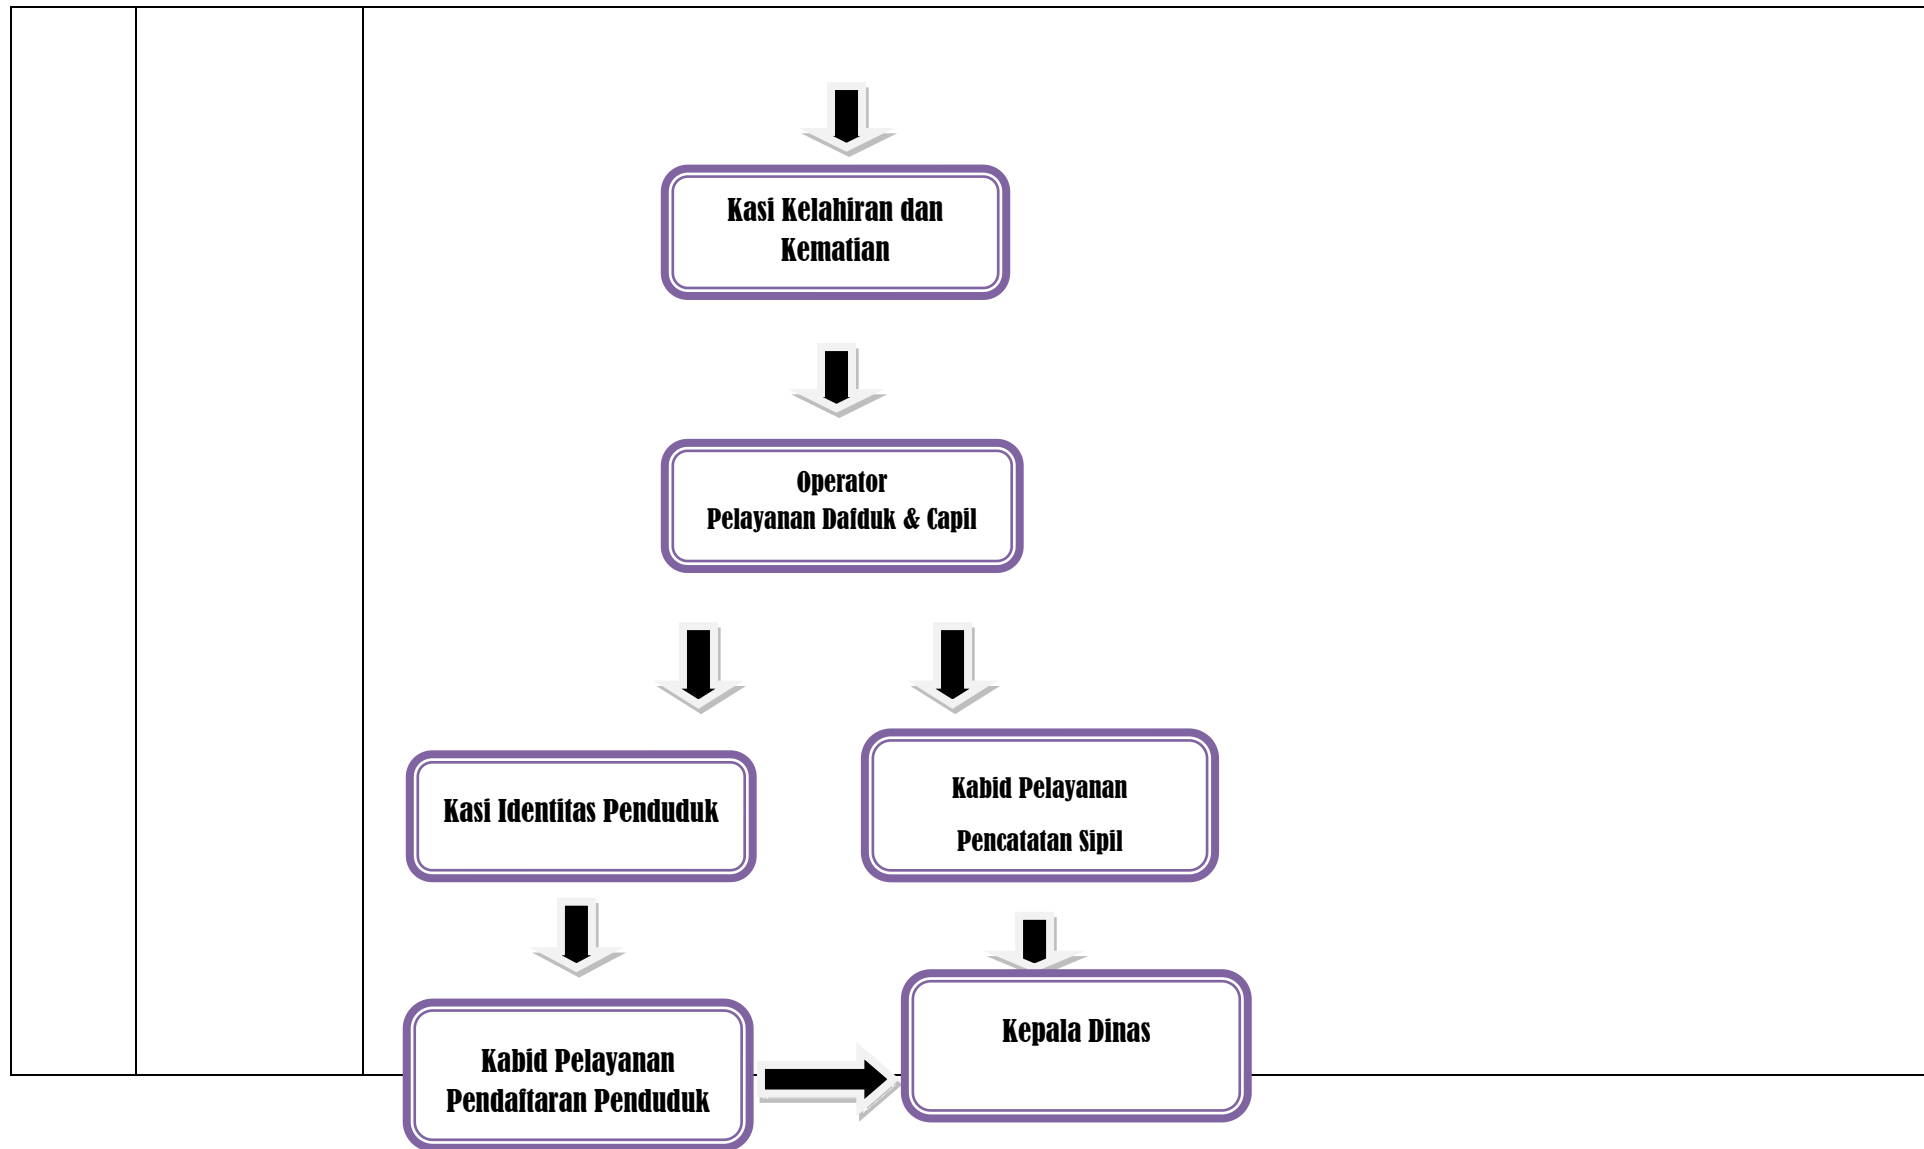 Kasi Kelahiran dan
Kematian
Operator
Pelayanan Dafduk & Capil
Kasi Identitas Penduduk
Kabid Pelayanan
Pencatatan Sipil
Kabid Pelayanan
Pendaftaran Penduduk
Kepala Dinas